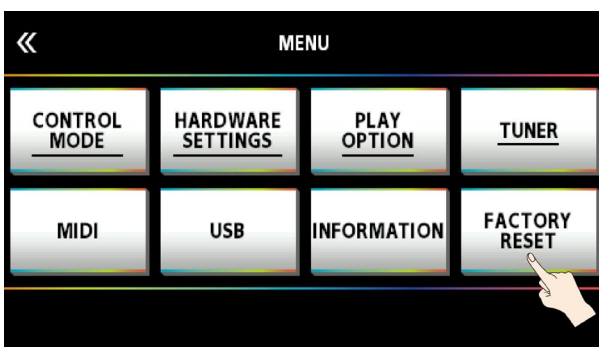 MENU
CONTROL
MODE
HARDWARE
SETTINGS
PLAY
OPTION
TUNER
MIDI
USB
INFORMATION
FACTORY
RESET